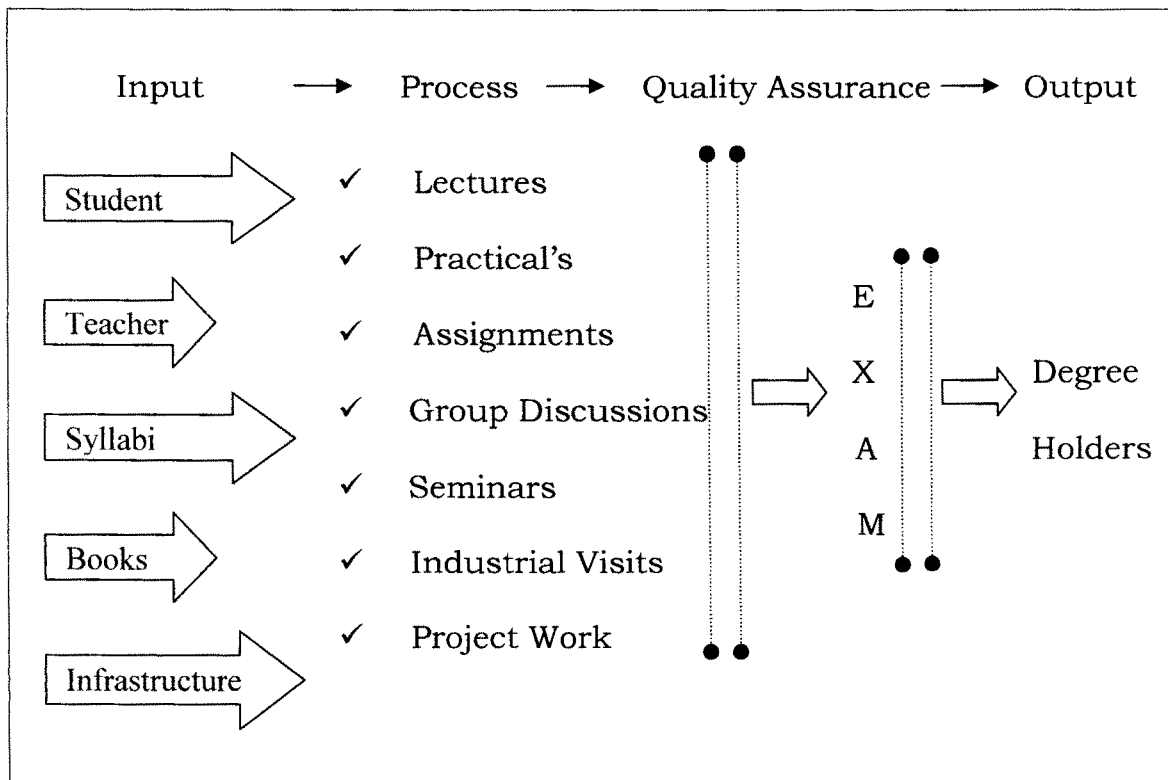 Input Process Quality Assurance Output
Student
Teacher
Syllabi
Books
Infrastructure
✓ Lectures
✓ Practical's
✓ Assignments
✓ Group Discussions
✓ Seminars
✓ Industrial Visits
✓ Project Work
E
X
A
M
Degree
Holders